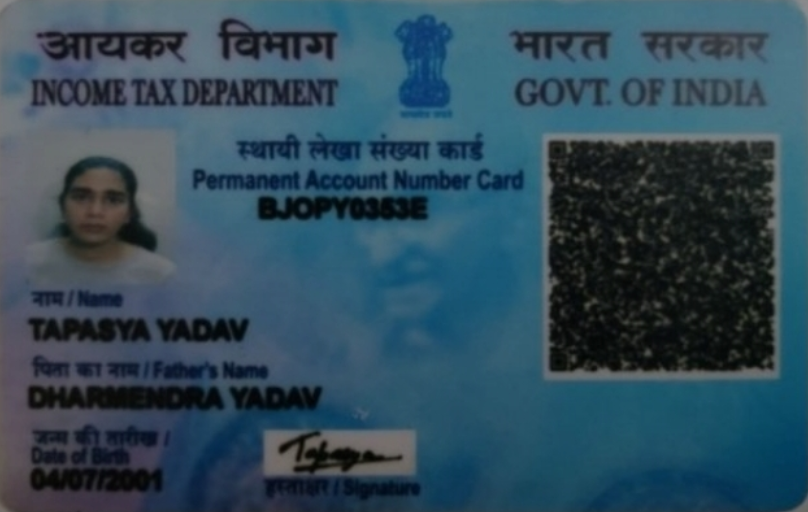 आयकर विभाग
INCOME TAX DEPARTMENT
भारत सरकार
GOVT. OF INDIA
स्थायी लेखा संख्या कार्ड
Permanent Account Number Card
BJOPY0353E
नाम / Name
TAPASYA YADAV
पिता का नाम / Father's Name
DHARMENDRA YADAV
जन्म की तारीख /
Date of Birth
04/07/2001
Tapasya
हस्ताक्षर / Signature